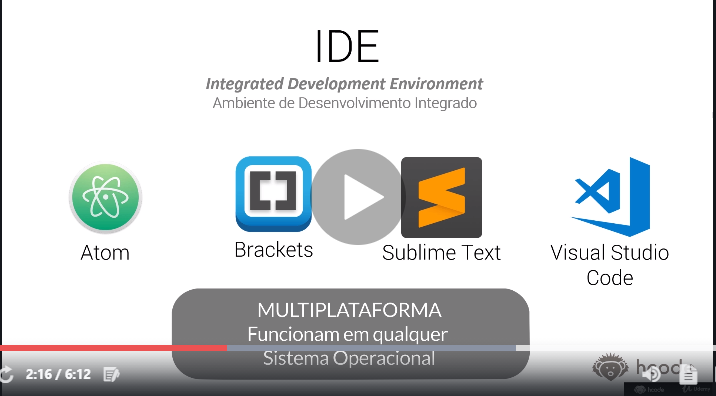 IDE
Integrated Development Environment
Ambiente de Desenvolvimento Integrado
Atom
Brackets
Sublime Text
Visual Studio
Code
MULTIPLATAFORMA
Funcionam em qualquer
Sistema Operacional
2:16 / 6:12
hcode